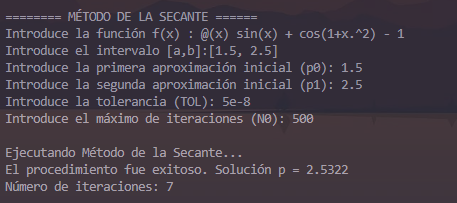 ======== MÉTODO DE LA SECANTE ======
Introduce la función f(x) : @(x) sin(x) + cos(1+x.^2) - 1
Introduce el intervalo [a,b]:[1.5, 2.5]
Introduce la primera aproximación inicial (p0): 1.5
Introduce la segunda aproximación inicial (p1): 2.5
Introduce la tolerancia (TOL): 5e-8
Introduce el máximo de iteraciones (N0): 500
Ejecutando Método de la Secante...
El procedimiento fue exitoso. Solución p = 2.5322
Número de iteraciones: 7